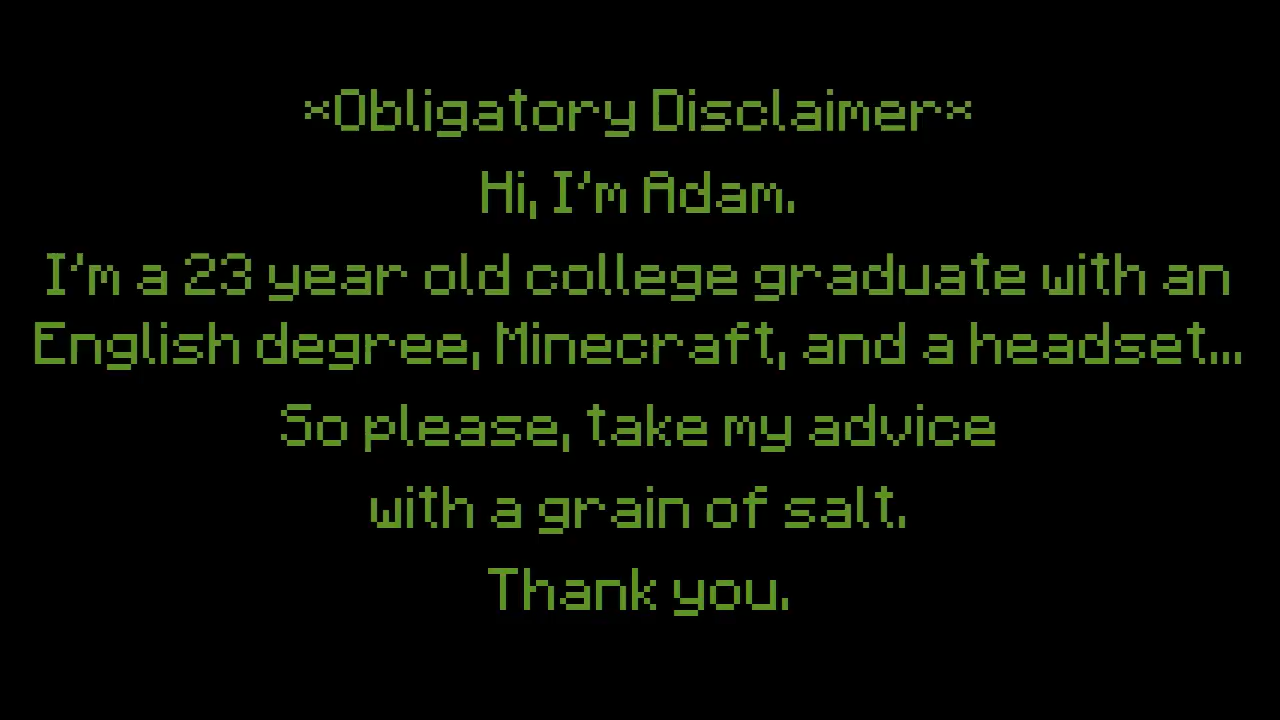 *Obligatory Disclaimer*
Hi, I'm Adam.
I'm a 23 year old college graduate with an
English degree, Minecraft, and a headset...
So please, take my advice
with a grain of salt.
Thank you.